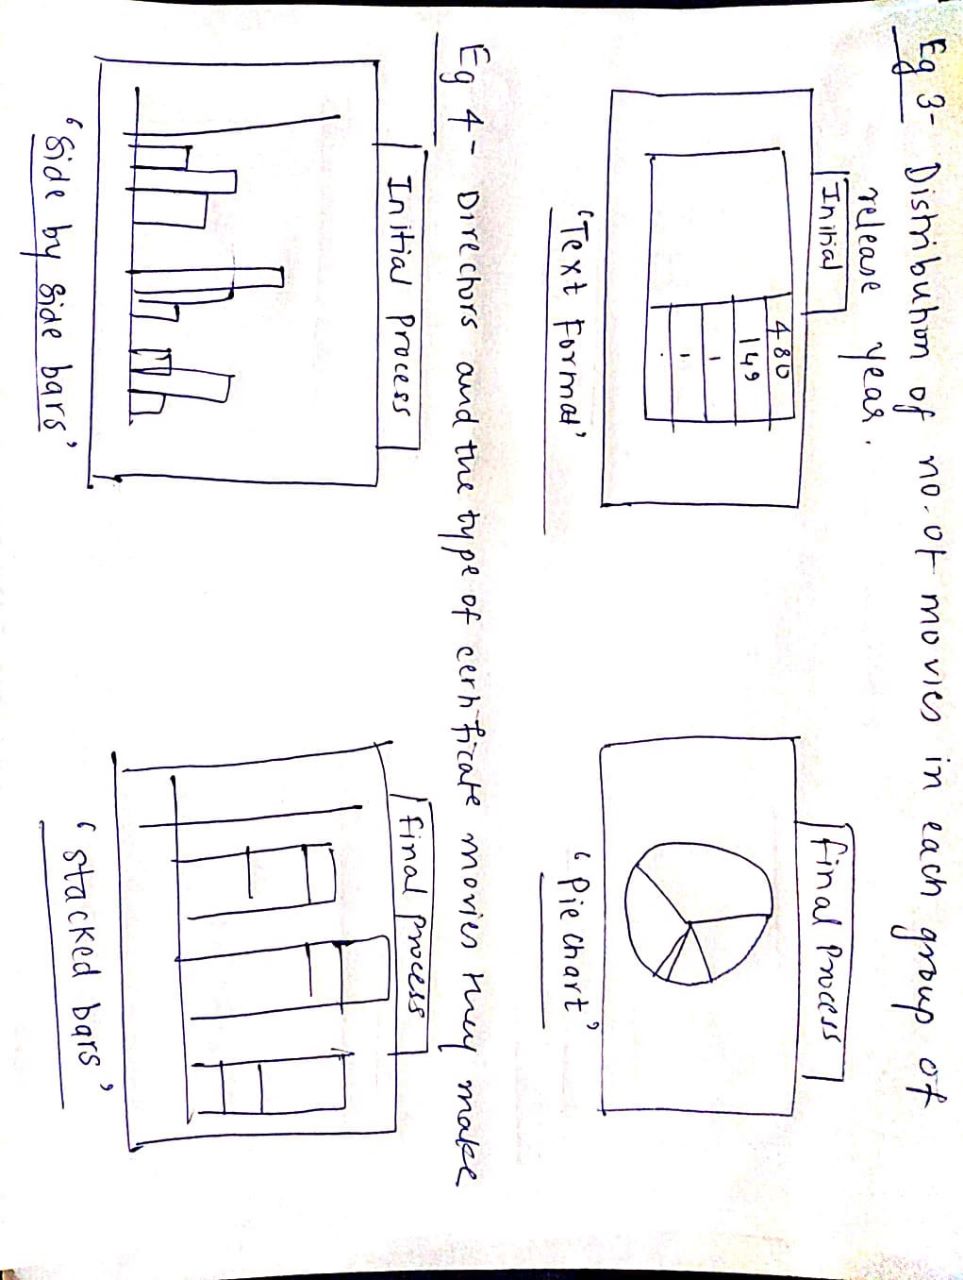 Eg 3- Distribution of no. of movies in each group of
release year.
Initial
Final Process
480
149
'Text Format'
'Pie chart'
Eg 4- Directors and the type of certificate movies they make
Initial Process
Final process
'Side by side bars'
'stacked bars'